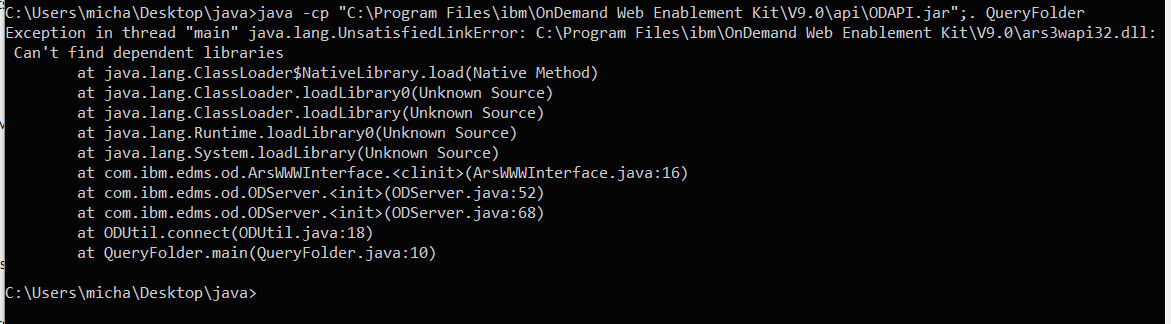 C:\Users\micha\Desktop\java>java -cp "C:\Program Files\ibm\OnDemand Web Enablement Kit\V9.0\api\ODAPI.jar";. QueryFolder
Exception in thread "main" java.lang.UnsatisfiedLinkError: C:\Program Files\ibm\OnDemand Web Enablement Kit\V9.0\ars3wapi32.dll:
Can't find dependent libraries
at java.lang.ClassLoader$NativeLibrary.load(Native Method)
at java.lang.ClassLoader.loadLibrary0(Unknown Source)
at java.lang.ClassLoader.loadLibrary(Unknown Source)
at java.lang.Runtime.loadLibrary0(Unknown Source)
at java.lang.System.loadLibrary(Unknown Source)
at com.ibm.edms.od.ArsWWWInterface.<clinit>(ArsWWWInterface.java:16)
at com.ibm.edms.od.ODServer.<init>(ODServer.java:52)
at com.ibm.edms.od.ODServer.<init>(ODServer.java:68)
at ODUtil.connect(ODUtil.java:18)
at QueryFolder.main(QueryFolder.java:10)
C:\Users\micha\Desktop\java>